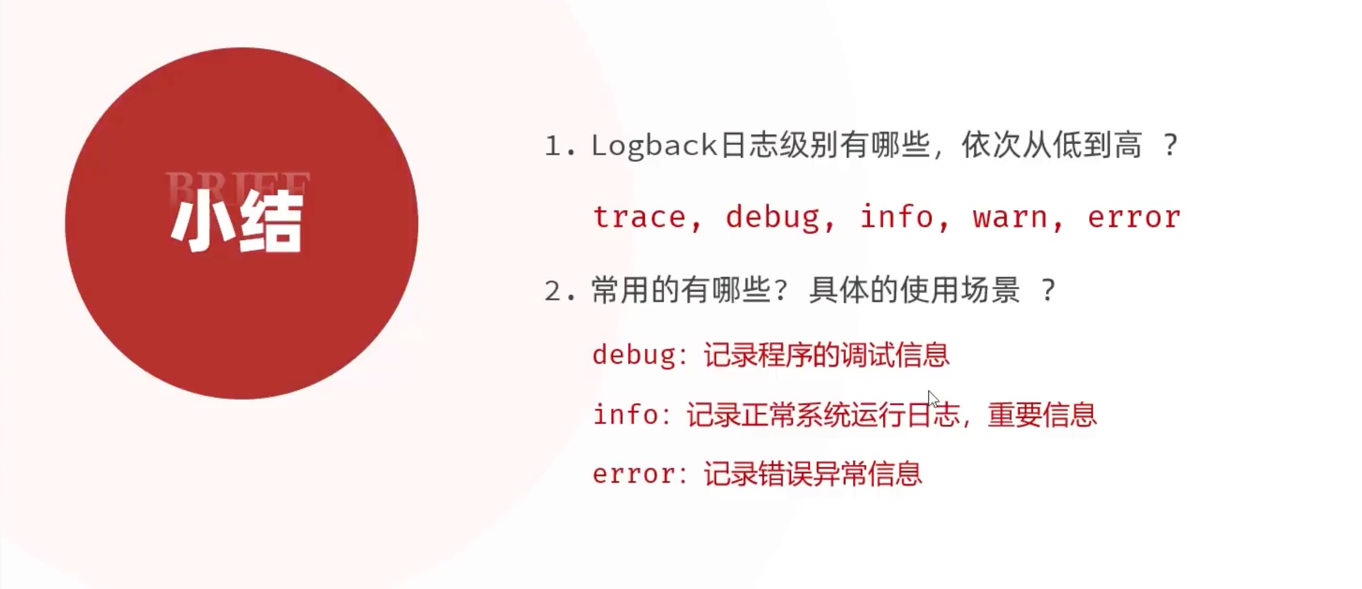 BRIEF
小结
1. Logback日志级别有哪些，依次从低到高 ？
trace, debug, info, warn, error
2. 常用的有哪些？ 具体的使用场景 ？
debug：记录程序的调试信息
info：记录正常系统运行日志，重要信息
error：记录错误异常信息